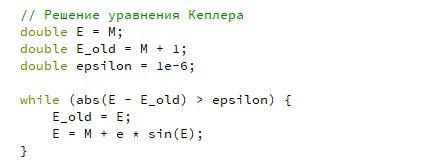 // Решение уравнения Кеплера
double E = M;
double E_old = M + 1;
double epsilon = 1e-6;

while (abs(E - E_old) > epsilon) {
    E_old = E;
    E = M + e * sin(E);
}